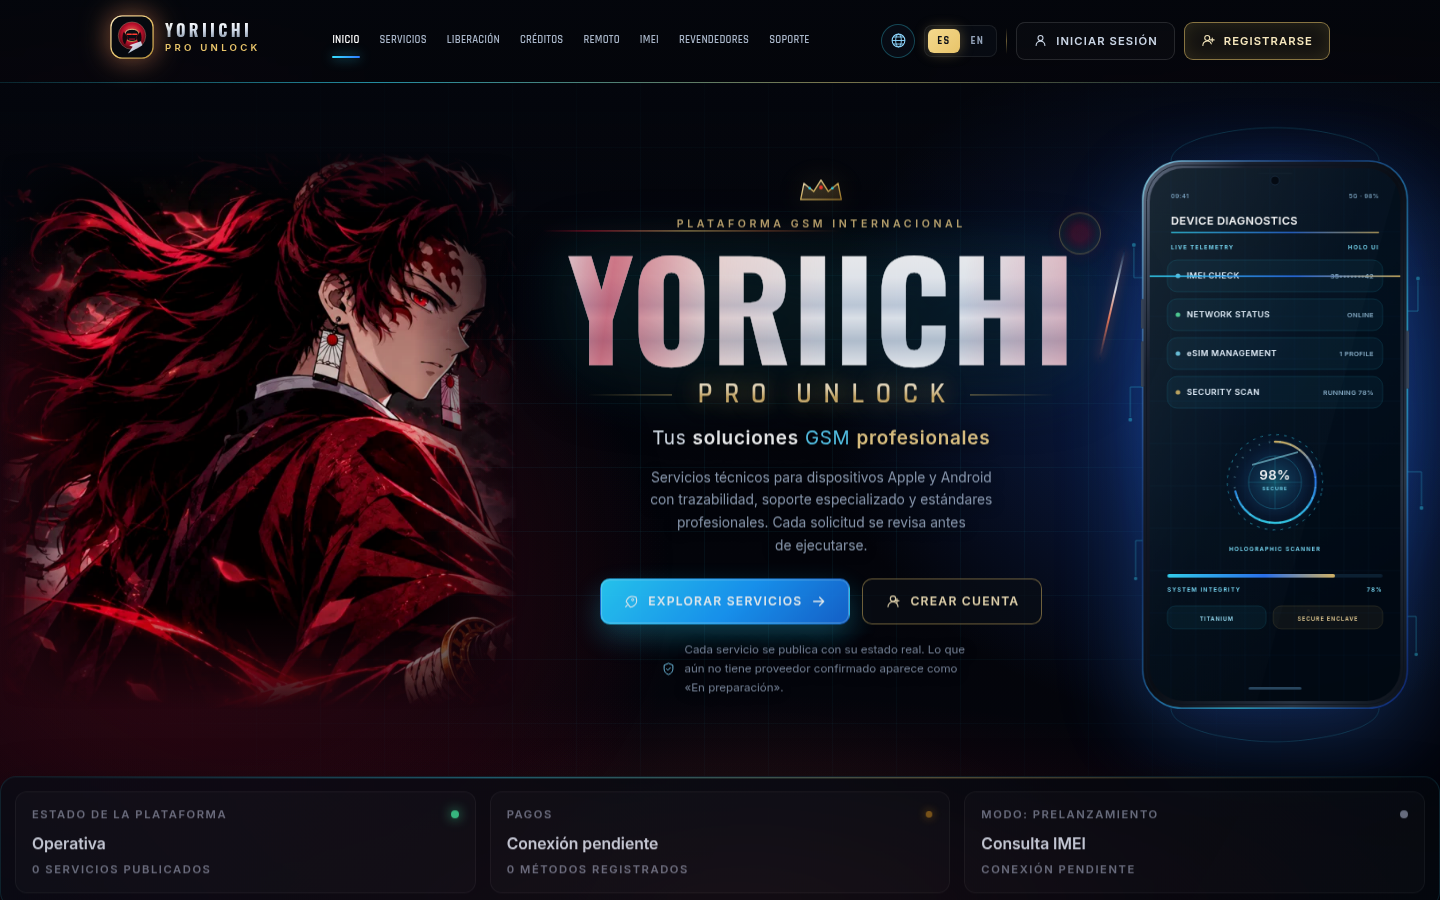 YORIICHI
PRO UNLOCK
INICIO
SERVICIOS
LIBERACIÓN
CRÉDITOS
REMOTO
IMEI
REVENDEDORES
SOPORTE
ES
EN
INICIAR SESIÓN
REGISTRARSE
PLATAFORMA GSM INTERNACIONAL
YORIICHI
PRO UNLOCK
Tus soluciones GSM profesionales
Servicios técnicos para dispositivos Apple y Android
con trazabilidad, soporte especializado y estándares
profesionales. Cada solicitud se revisa antes
de ejecutarse.
EXPLORAR SERVICIOS
CREAR CUENTA
Cada servicio se publica con su estado real. Lo que
aún no tiene proveedor confirmado aparece como
«En preparación».
09:41
5G · 98%
DEVICE DIAGNOSTICS
LIVE TELEMETRY
HOLO UI
IMEI CHECK
NETWORK STATUS
ONLINE
eSIM MANAGEMENT
1 PROFILE
SECURITY SCAN
RUNNING 78%
98%
SECURE
HOLOGRAPHIC SCANNER
SYSTEM INTEGRITY
78%
TITANIUM
SECURE ENCLAVE
ESTADO DE LA PLATAFORMA
Operativa
0 SERVICIOS PUBLICADOS
PAGOS
Conexión pendiente
0 MÉTODOS REGISTRADOS
MODO: PRELANZAMIENTO
Consulta IMEI
CONEXIÓN PENDIENTE